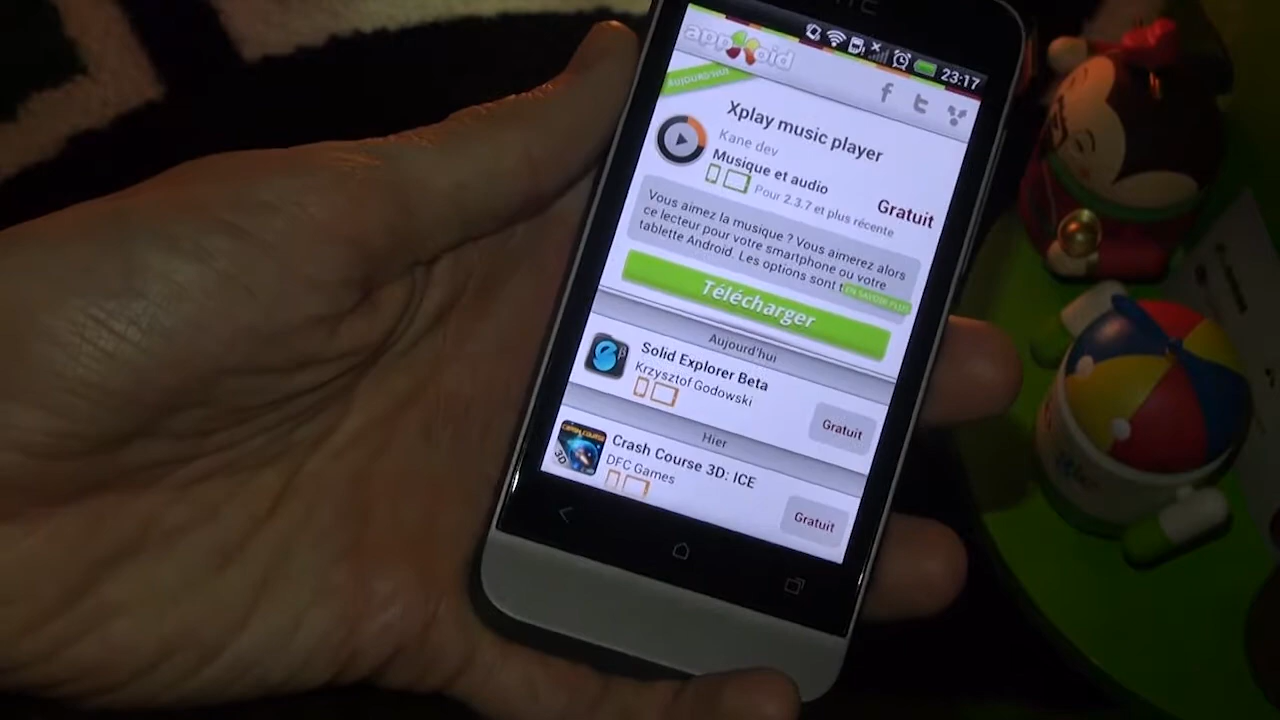 23:17
AUJOURD'HUI
Xplay music player
Kane dev
Musique et audio
Pour 2.3.7 et plus récente
Gratuit
Vous aimez la musique ? Vous aimerez alors
ce lecteur pour votre smartphone ou votre
tablette Android. Les options sont
EN SAVOIR PLUS
Télécharger
Aujourd'hui
Solid Explorer Beta
Krzysztof Godowski
Gratuit
Hier
Crash Course 3D: ICE
DFC Games
Gratuit